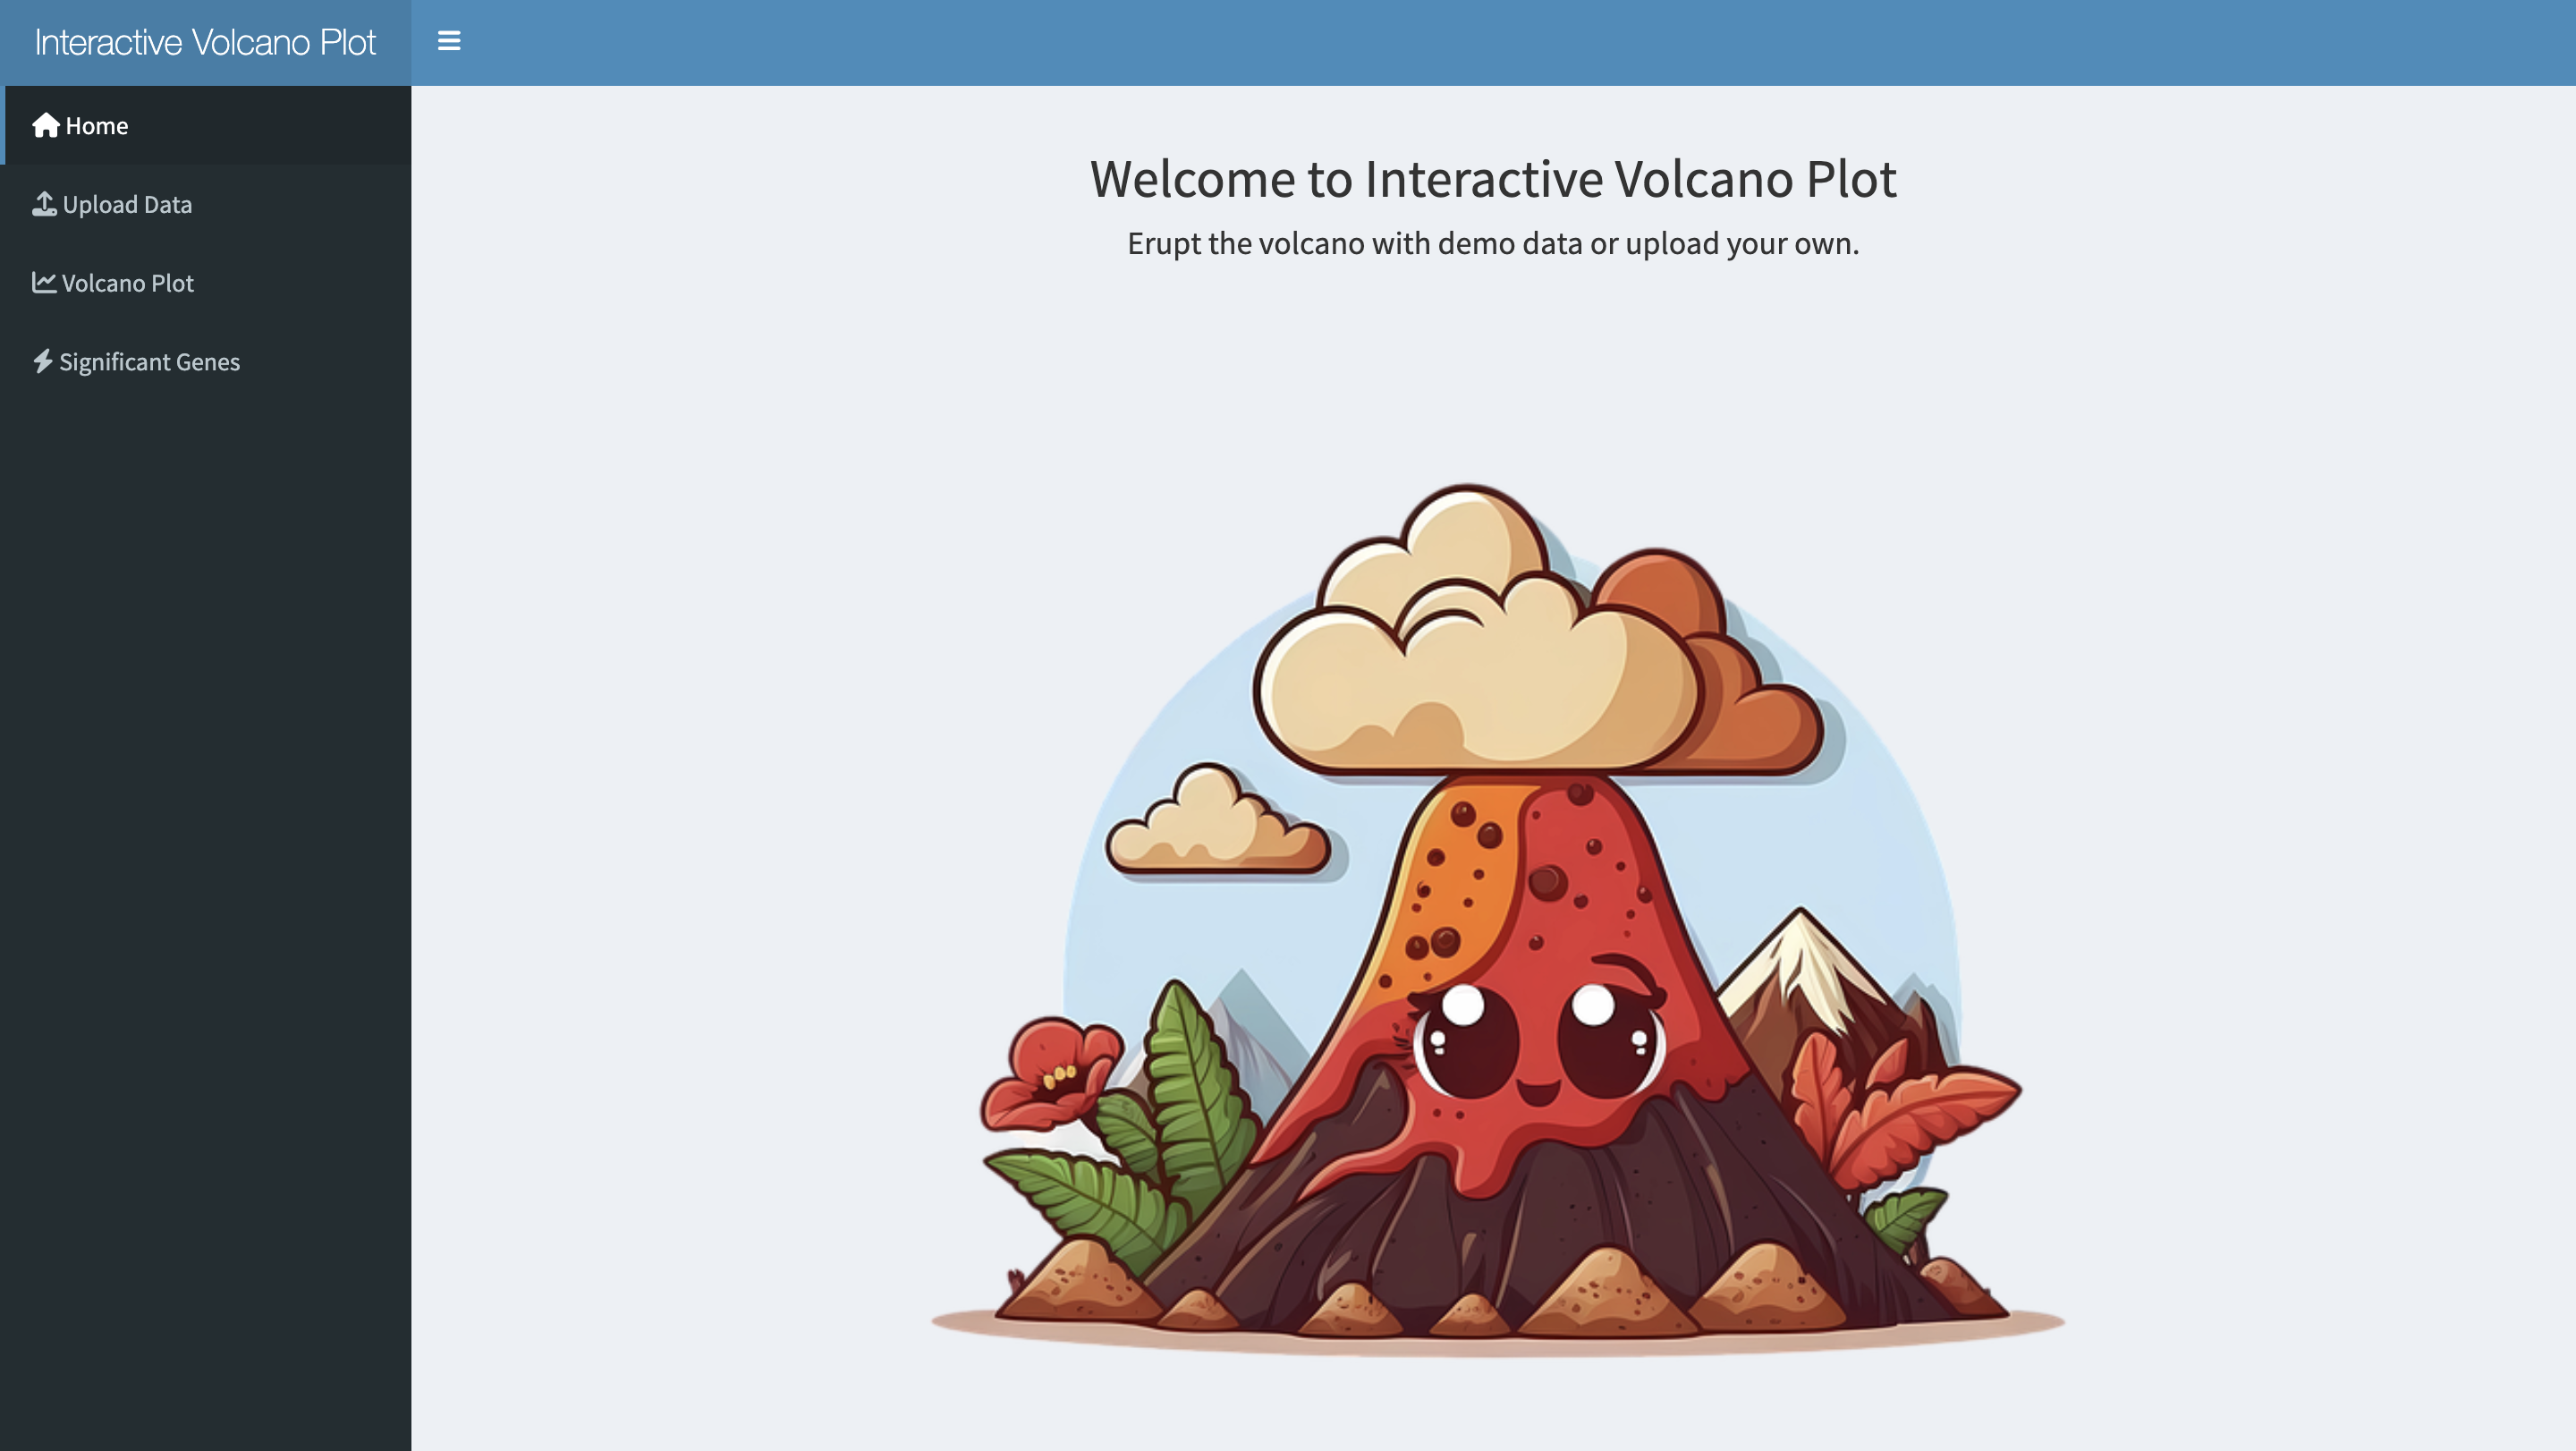 Interactive Volcano Plot
Home
Upload Data
Volcano Plot
Significant Genes
Welcome to Interactive Volcano Plot
Erupt the volcano with demo data or upload your own.